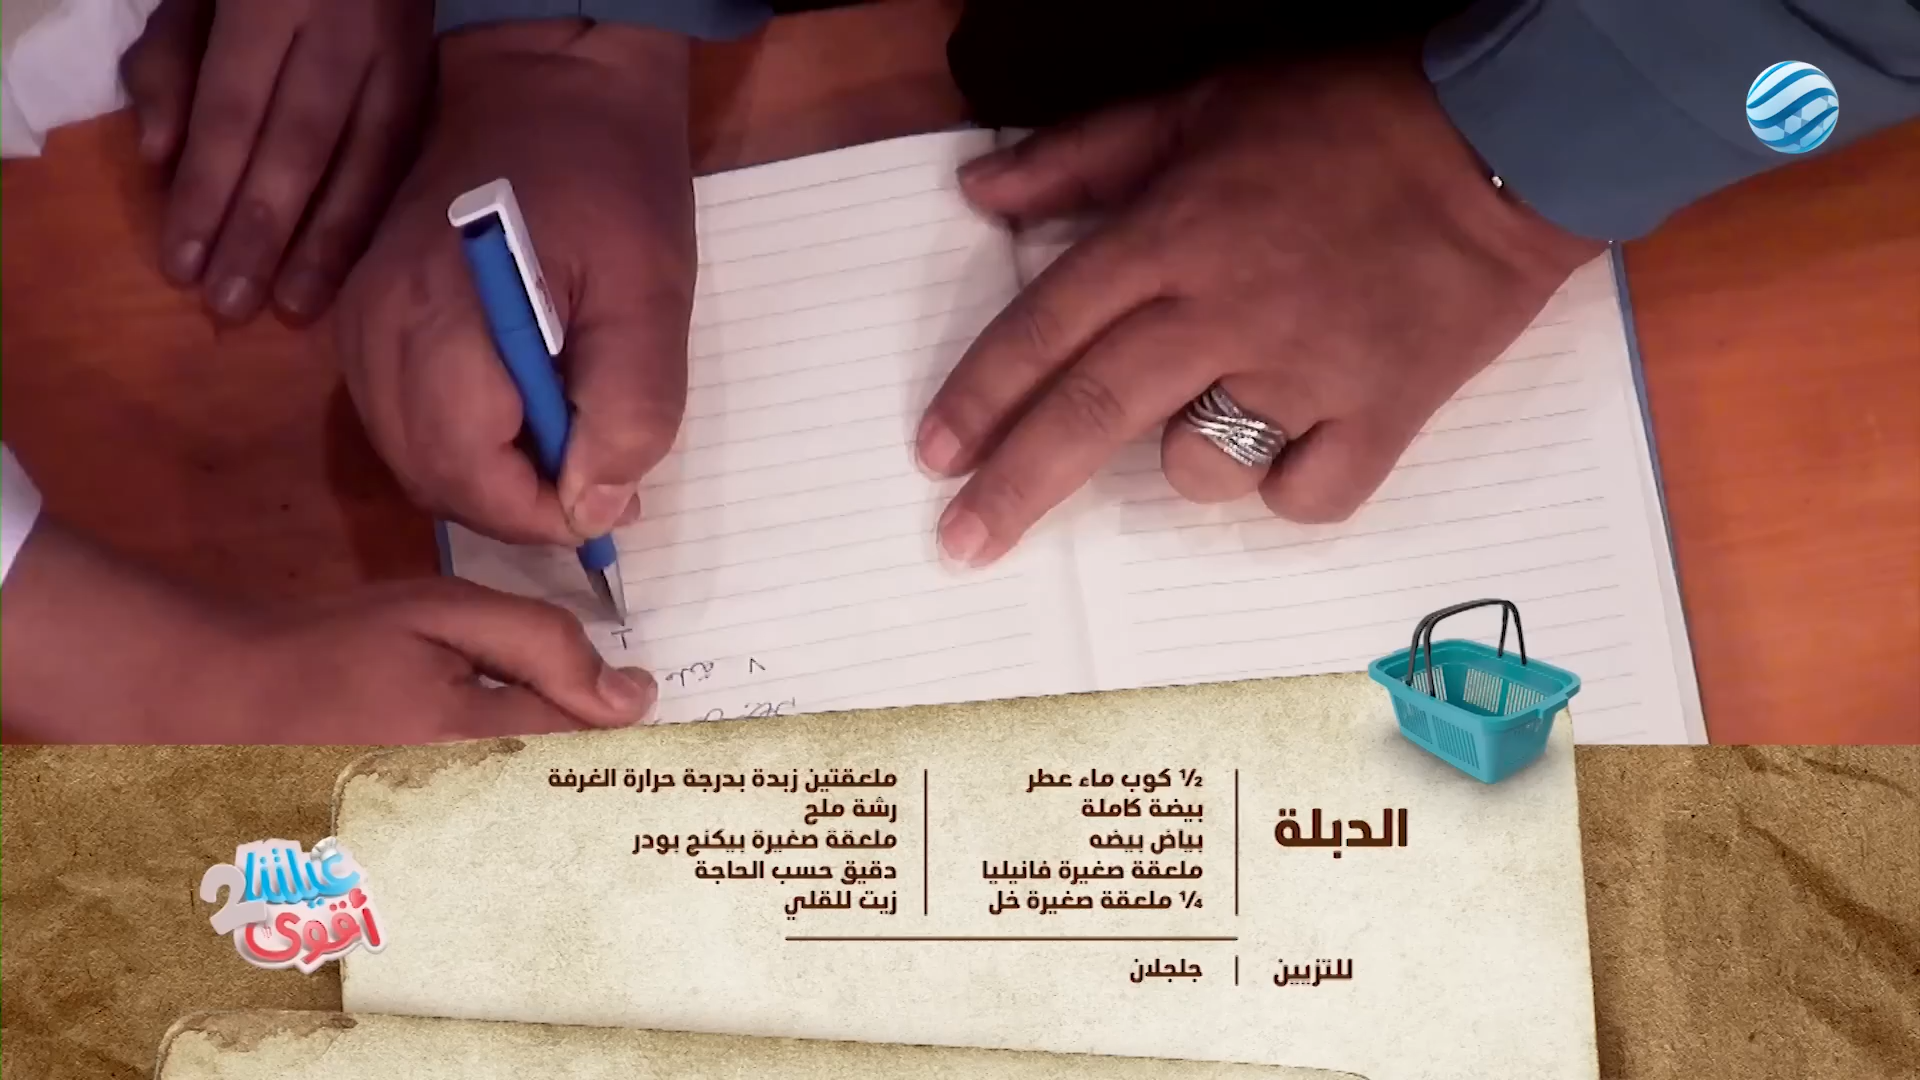 الدبلة
½ كوب ماء عطر
بيضة كاملة
بياض بيضه
ملعقة صغيرة فانيليا
¼ ملعقة صغيرة خل
ملعقتين زبدة بدرجة حرارة الغرفة
رشة ملح
ملعقة صغيرة بيكنج بودر
دقيق حسب الحاجة
زيت للقلي
للتزيين
جلجلان
عيلتنا
أقوى 2